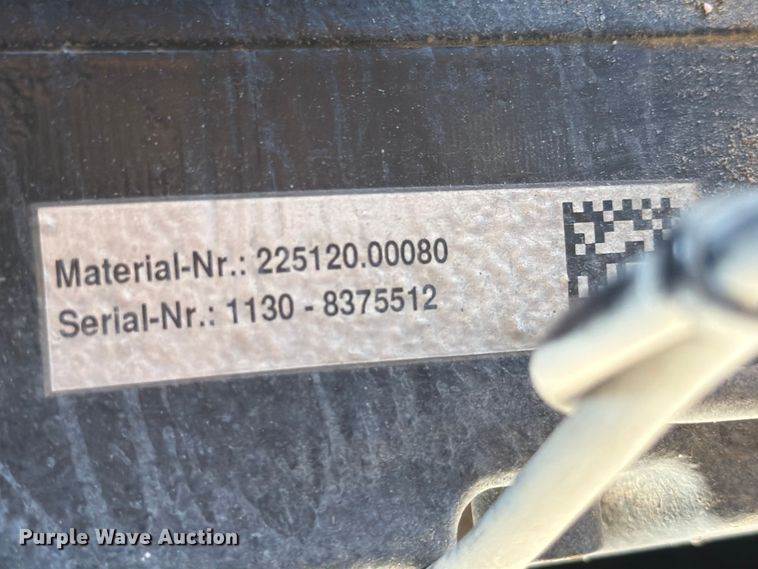 Material-Nr.: 225120.00080
Serial-Nr.: 1130 - 8375512
Purple Wave Auction